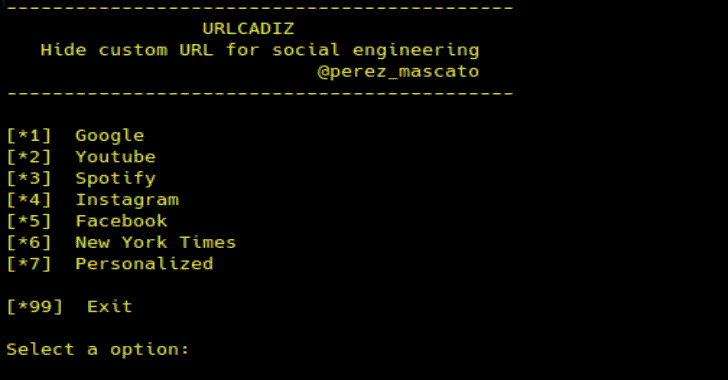 --------------------------------------------
URLCADIZ
Hide custom URL for social engineering
@perez_mascato
--------------------------------------------
[*1] Google
[*2] Youtube
[*3] Spotify
[*4] Instagram
[*5] Facebook
[*6] New York Times
[*7] Personalized
[*99] Exit
Select a option: